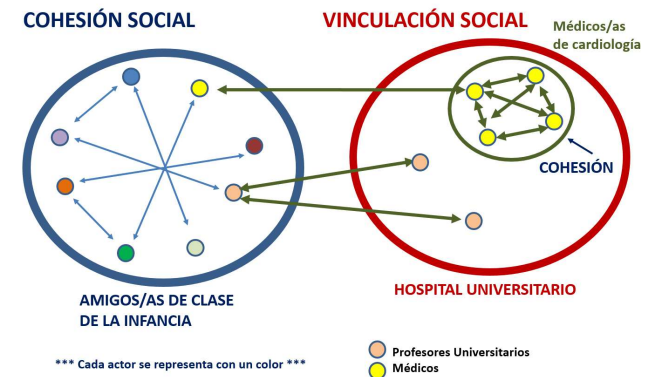 COHESIÓN SOCIAL
VINCULACIÓN SOCIAL
Médicos/as
de cardiología
COHESIÓN
AMIGOS/AS DE CLASE
DE LA INFANCIA
HOSPITAL UNIVERSITARIO
*** Cada actor se representa con un color ***
Profesores Universitarios
Médicos